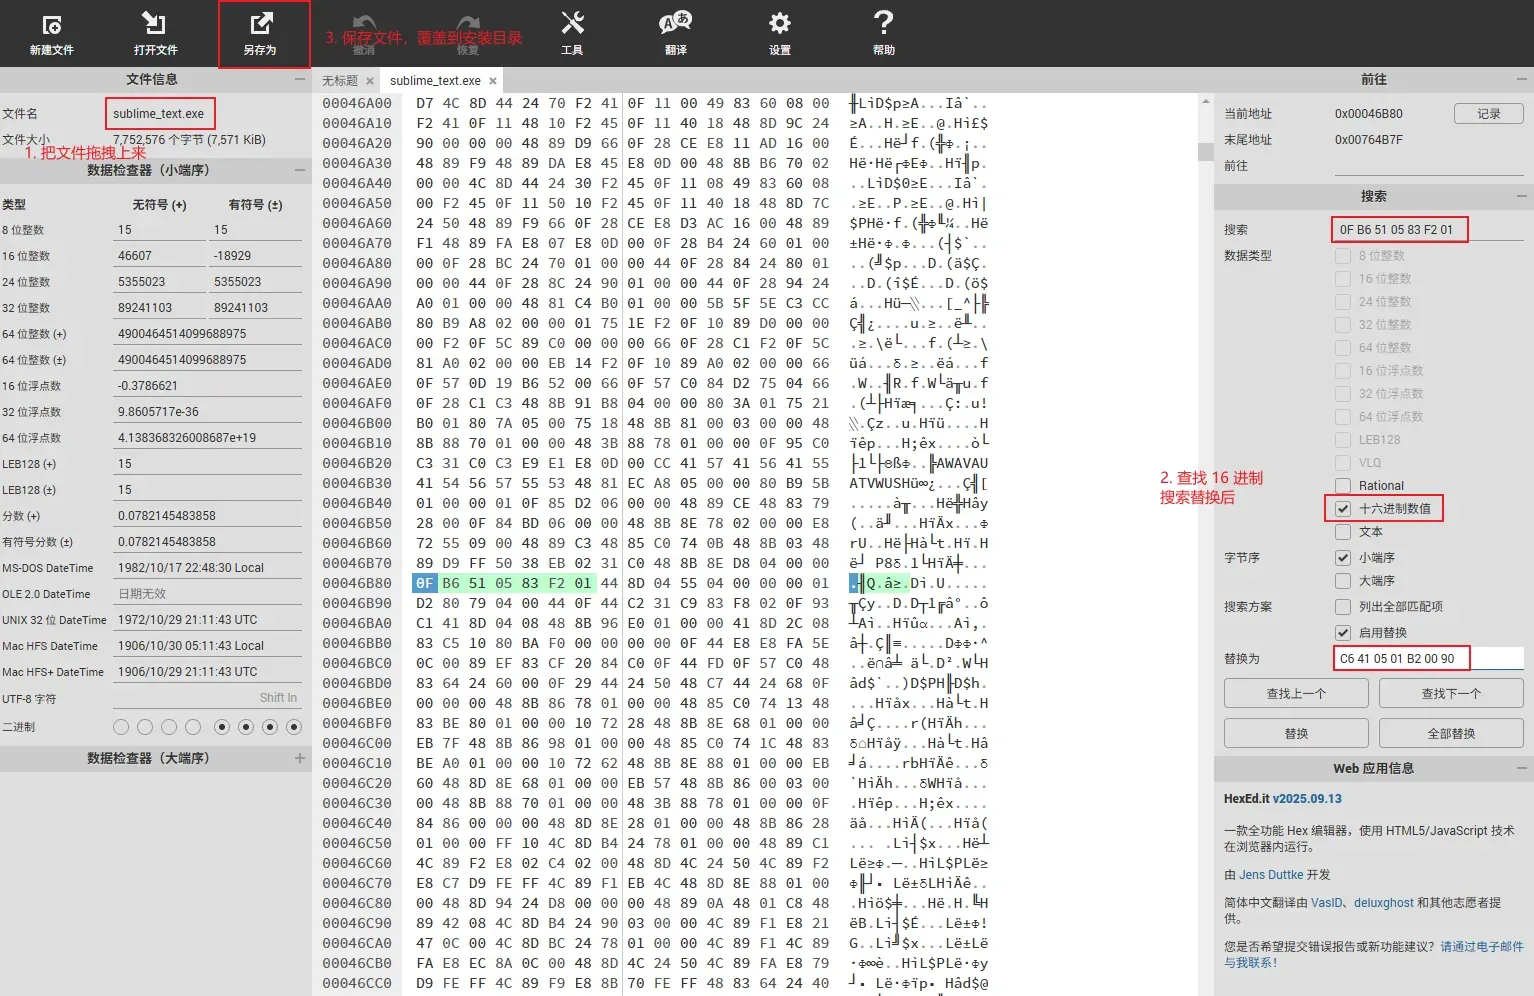 新建文件
打开文件
另存为
3. 保存文件，覆盖到安装目录
撤消
恢复
工具
翻译
设置
帮助
文件信息
文件名
sublime_text.exe
文件大小
7,752,576 个字节 (7,571 KiB)
1. 把文件拖拽上来
数据检查器（小端序）
类型 无符号 (+) 有符号 (±)
8 位整数 15 15
16 位整数 46607 -18929
24 位整数 5355023 5355023
32 位整数 89241103 89241103
64 位整数 (+) 4900464514099688975
64 位整数 (±) 4900464514099688975
16 位浮点数 -0.3786621
32 位浮点数 9.8605717e-36
64 位浮点数 4.138368326008687e+19
LEB128 (+) 15
LEB128 (±) 15
分数 (+) 0.0782145483858
有符号分数 (±) 0.0782145483858
MS-DOS DateTime 1982/10/17 22:48:30 Local
OLE 2.0 DateTime 日期无效
UNIX 32 位 DateTime 1972/10/29 21:11:43 UTC
Mac HFS DateTime 1906/10/30 05:11:43 Local
Mac HFS+ DateTime 1906/10/29 21:11:43 UTC
UTF-8 字符 Shift In
二进制
数据检查器（大端序）
无标题 ×
sublime_text.exe ×
00046A00 D7 4C 8D 44 24 70 F2 41 0F 11 00 49 83 60 08 00
00046A10 F2 41 0F 11 48 10 F2 45 0F 11 40 18 48 8D 9C 24
00046A20 90 00 00 00 48 89 D9 66 0F 28 CE E8 11 AD 16 00
00046A30 48 89 F9 48 89 DA E8 45 E8 0D 00 48 8B B6 70 02
00046A40 00 00 4C 8D 44 24 30 F2 45 0F 11 08 49 83 60 08
00046A50 00 F2 45 0F 11 50 10 F2 45 0F 11 40 18 48 8D 7C
00046A60 24 50 48 89 F9 66 0F 28 CE E8 D3 AC 16 00 48 89
00046A70 F1 48 89 FA E8 07 E8 0D 00 0F 28 B4 24 60 01 00
00046A80 00 0F 28 BC 24 70 01 00 00 44 0F 28 84 24 80 01
00046A90 00 00 44 0F 28 8C 24 90 01 00 00 44 0F 28 94 24
00046AA0 A0 01 00 00 48 81 C4 B0 01 00 00 5B 5F 5E C3 CC
00046AB0 80 B9 A8 02 00 00 01 75 1E F2 0F 10 89 D0 00 00
00046AC0 00 F2 0F 5C 89 C0 00 00 00 66 0F 28 C1 F2 0F 5C
00046AD0 81 A0 02 00 00 EB 14 F2 0F 10 89 A0 02 00 00 66
00046AE0 0F 57 0D 19 B6 52 00 66 0F 57 C0 84 D2 75 04 66
00046AF0 0F 28 C1 C3 48 8B 91 B8 04 00 00 80 3A 01 75 21
00046B00 B0 01 80 7A 05 00 75 18 48 8B 81 00 03 00 00 48
00046B10 8B 88 70 01 00 00 48 3B 88 78 01 00 00 0F 95 C0
00046B20 C3 31 C0 C3 E9 E1 E8 0D 00 CC 41 57 41 56 41 55
00046B30 41 54 56 57 55 53 48 81 EC A8 05 00 00 80 B9 5B
00046B40 01 00 00 01 0F 85 D2 06 00 00 48 89 CE 48 83 79
00046B50 28 00 0F 84 BD 06 00 00 48 8B 8E 78 02 00 00 E8
00046B60 72 55 09 00 48 89 C3 48 85 C0 74 0B 48 8B 03 48
00046B70 89 D9 FF 50 38 EB 02 31 C0 48 8B 8E D8 04 00 00
00046B80 0F B6 51 05 83 F2 01 44 8D 04 55 04 00 00 00 01
00046B90 D2 80 79 04 00 44 0F 44 C2 31 C9 83 F8 02 0F 93
00046BA0 C1 41 8D 04 08 48 8B 96 E0 01 00 00 41 8D 2C 08
00046BB0 83 C5 10 80 BA F0 00 00 00 00 0F 44 E8 E8 FA 5E
00046BC0 0C 00 89 EF 83 CF 20 84 C0 0F 44 FD 0F 57 C0 48
00046BD0 83 64 24 60 00 0F 29 44 24 50 48 C7 44 24 68 0F
00046BE0 00 00 00 48 8B 86 78 01 00 00 48 85 C0 74 13 48
00046BF0 83 BE 80 01 00 00 10 72 28 48 8B 8E 68 01 00 00
00046C00 EB 7F 48 8B 86 98 01 00 00 48 85 C0 74 1C 48 83
00046C10 BE A0 01 00 00 10 72 62 48 8B 8E 88 01 00 00 EB
00046C20 60 48 8D 8E 68 01 00 00 EB 57 48 8B 86 00 03 00
00046C30 00 48 8B 88 70 01 00 00 48 3B 88 78 01 00 00 0F
00046C40 84 86 00 00 00 48 8D 8E 28 01 00 00 48 8B 86 28
00046C50 01 00 00 FF 10 4C 8D B4 24 78 01 00 00 48 89 C1
00046C60 4C 89 F2 E8 02 C4 02 00 48 8D 4C 24 50 4C 89 F2
00046C70 E8 C7 D9 FE FF 4C 89 F1 EB 4C 48 8D 8E 88 01 00
00046C80 00 48 8D 94 24 D8 00 00 00 48 89 0A 48 01 C8 48
00046C90 89 42 08 4C 8D B4 24 90 03 00 00 4C 89 F1 E8 21
00046CA0 47 0C 00 4C 8D BC 24 78 01 00 00 4C 89 F1 4C 89
00046CB0 FA E8 EC 8A 0C 00 48 8D 4C 24 50 4C 89 FA E8 79
00046CC0 D9 FE FF 4C 89 F9 E8 8B 70 FE FF 48 83 64 24 40
前往
当前地址 0x00046B80 记录
末尾地址 0x00764B7F
前往
搜索
搜索 0F B6 51 05 83 F2 01
数据类型 8 位整数
16 位整数
24 位整数
32 位整数
64 位整数
16 位浮点数
32 位浮点数
64 位浮点数
LEB128
VLQ
Rational
2. 查找 16 进制
搜索替换后
十六进制数值
文本
字节序 小端序
大端序
搜索方案 列出全部匹配项
启用替换
替换为 C6 41 05 01 B2 00 90
查找上一个 查找下一个
替换 全部替换
Web 应用信息
HexEd.it v2025.09.13
一款全功能 Hex 编辑器，使用 HTML5/JavaScript 技术
在浏览器内运行。
由 Jens Duttke 开发
简体中文翻译由 VasID、deluxghost 和其他志愿者提
供。
您是否希望提交错误报告或新功能建议？请通过电子邮件
与我联系！